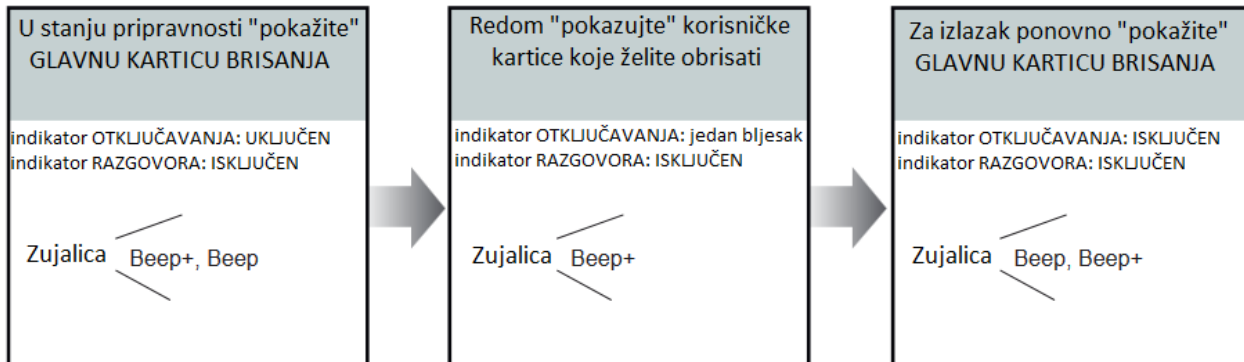 U stanju pripravnosti "pokažite"
GLAVNU KARTICU BRISANJA
indikator OTKLJUČAVANJA: UKLJUČEN
indikator RAZGOVORA: ISKLJUČEN
Zujalica
Beep+, Beep
Redom "pokazujte" korisničke
kartice koje želite obrisati
indikator OTKLJUČAVANJA: jedan bljesak
indikator RAZGOVORA: ISKLJUČEN
Zujalica
Beep+
Za izlazak ponovno "pokažite"
GLAVNU KARTICU BRISANJA
indikator OTKLJUČAVANJA: ISKLJUČEN
indikator RAZGOVORA: ISKLJUČEN
Zujalica
Beep, Beep+